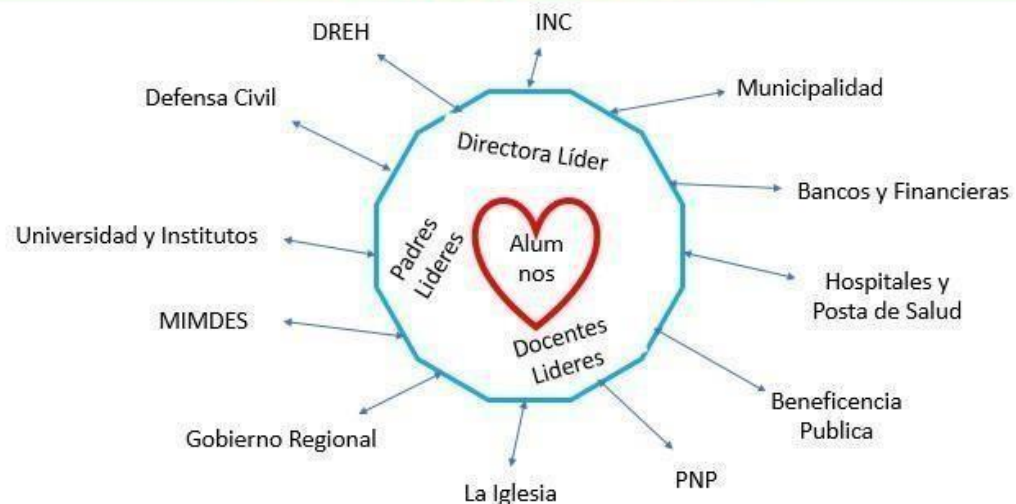 INC
DREH
Municipalidad
Defensa Civil
Directora Líder
Bancos y Financieras
Padres
Lideres
Alum
nos
Universidad y Institutos
Hospitales y
Posta de Salud
MIMDES
Docentes
Lideres
Beneficencia
Publica
Gobierno Regional
PNP
La Iglesia